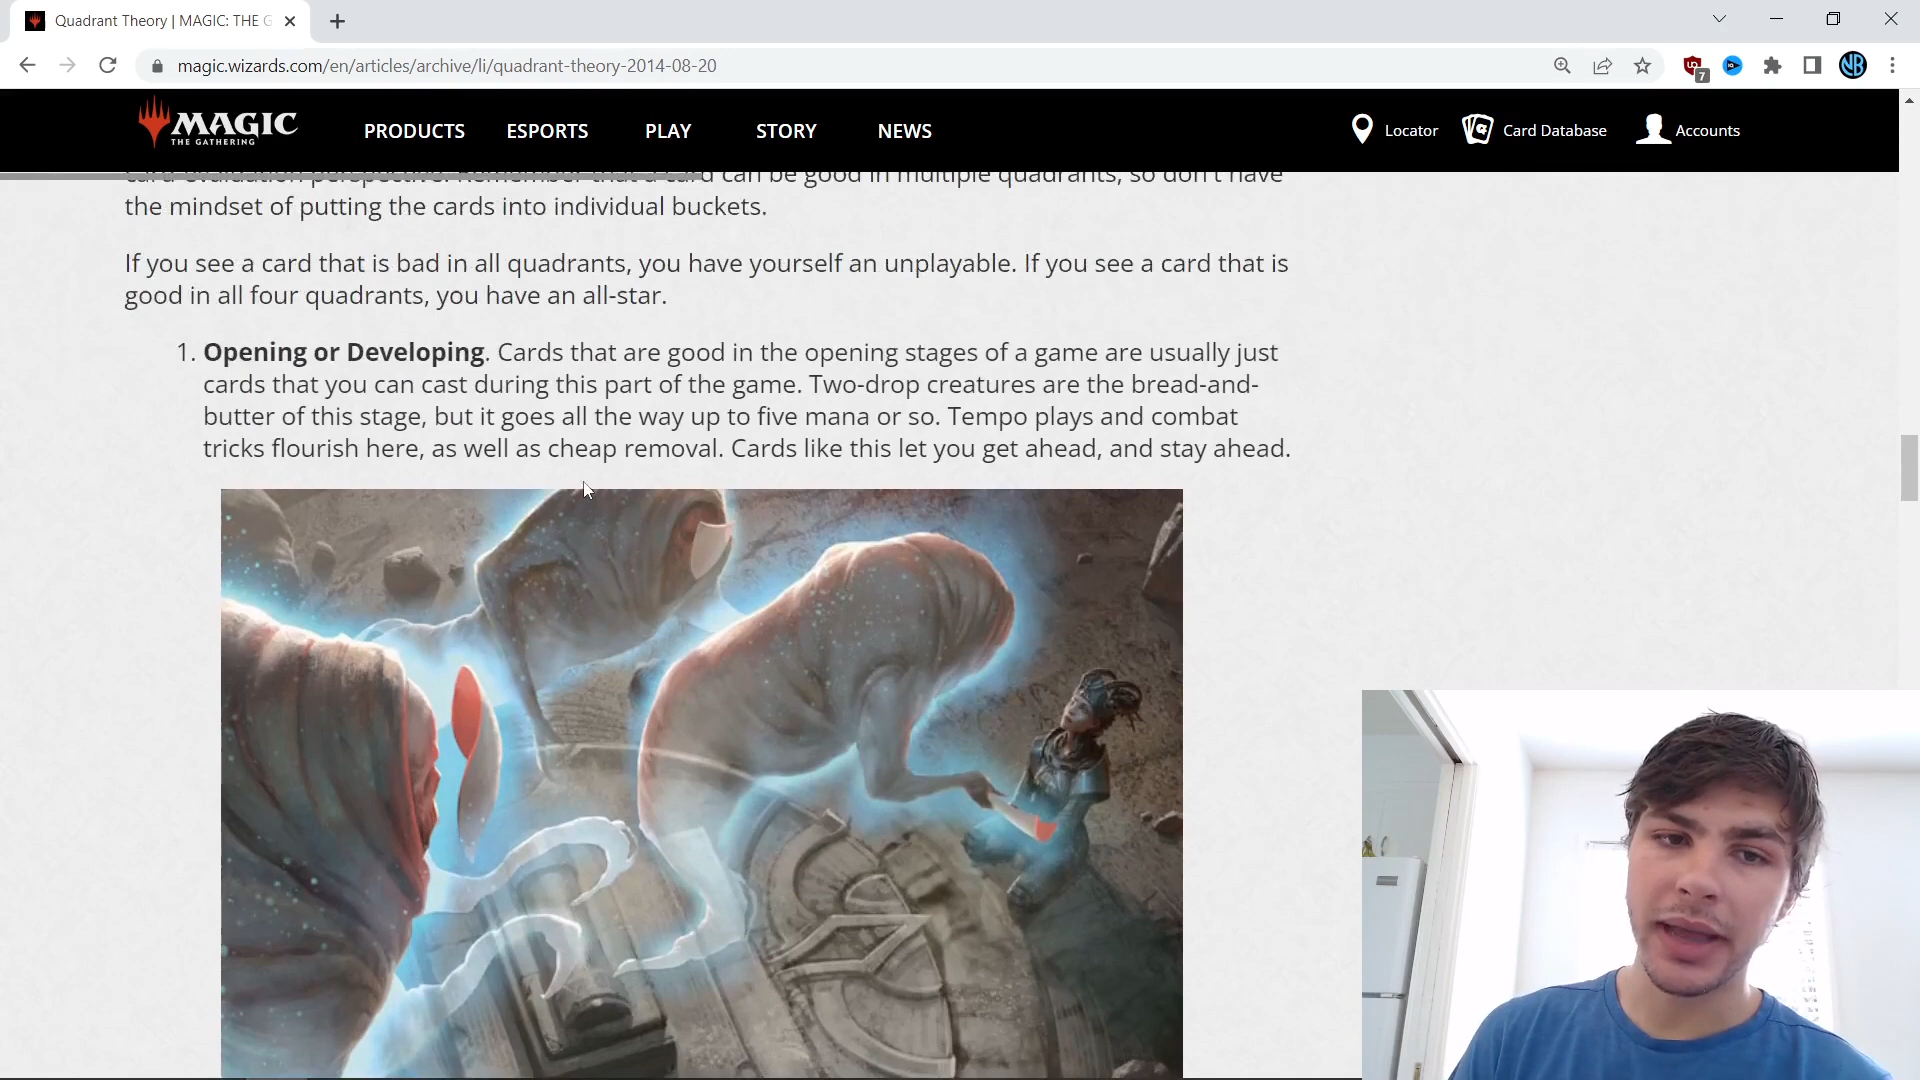 Quadrant Theory | MAGIC: THE G
magic.wizards.com/en/articles/archive/li/quadrant-theory-2014-08-20
7
NB
MAGIC
THE GATHERING
PRODUCTS
ESPORTS
PLAY
STORY
NEWS
Locator
Card Database
Accounts
card evaluation perspective. Remember that a card can be good in multiple quadrants, so don't have
the mindset of putting the cards into individual buckets.
If you see a card that is bad in all quadrants, you have yourself an unplayable. If you see a card that is
good in all four quadrants, you have an all-star.
1. Opening or Developing. Cards that are good in the opening stages of a game are usually just
cards that you can cast during this part of the game. Two-drop creatures are the bread-and-
butter of this stage, but it goes all the way up to five mana or so. Tempo plays and combat
tricks flourish here, as well as cheap removal. Cards like this let you get ahead, and stay ahead.